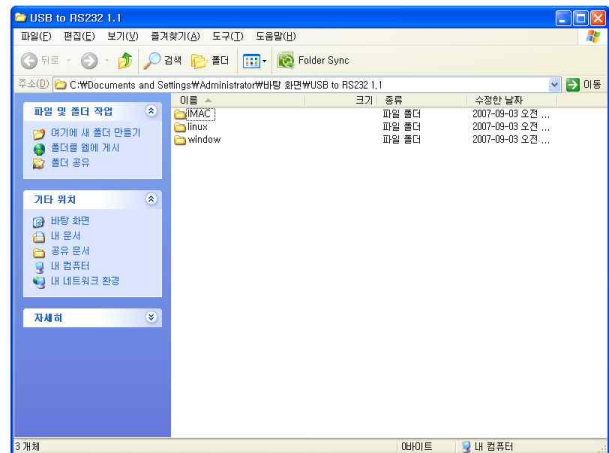 USB to RS232 1.1
파일(F) 편집(E) 보기(V) 즐겨찾기(A) 도구(T) 도움말(H)
뒤로 검색 폴더 Folder Sync
주소(D) C:₩Documents and Settings₩Administrator₩바탕 화면₩USB to RS232 1.1 이동
파일 및 폴더 작업
여기에 새 폴더 만들기
폴더를 웹에 게시
폴더 공유
기타 위치
바탕 화면
내 문서
공유 문서
내 컴퓨터
내 네트워크 환경
자세히
이름 크기 종류 수정한 날짜
IMAC 파일 폴더 2007-09-03 오전 ...
linux 파일 폴더 2007-09-03 오전 ...
window 파일 폴더 2007-09-03 오전 ...
3 개체 0바이트 내 컴퓨터